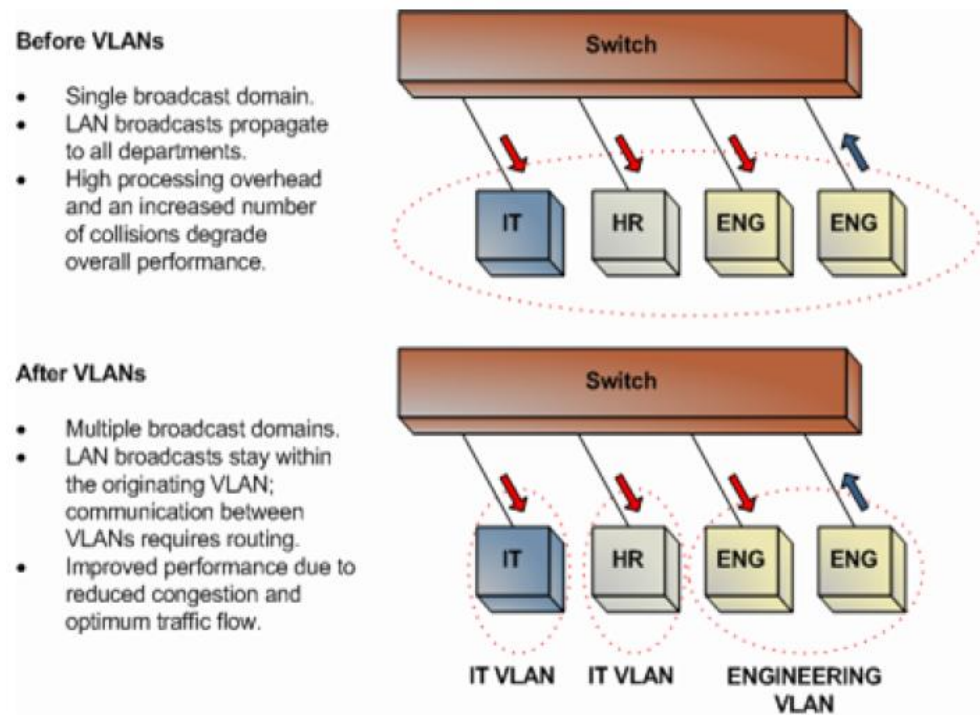 Before VLANs
• Single broadcast domain.
• LAN broadcasts propagate
to all departments.
• High processing overhead
and an increased number
of collisions degrade
overall performance.
Switch
IT
HR
ENG
ENG
After VLANs
• Multiple broadcast domains.
• LAN broadcasts stay within
the originating VLAN;
communication between
VLANs requires routing.
• Improved performance due to
reduced congestion and
optimum traffic flow.
Switch
IT
HR
ENG
ENG
IT VLAN
IT VLAN
ENGINEERING
VLAN